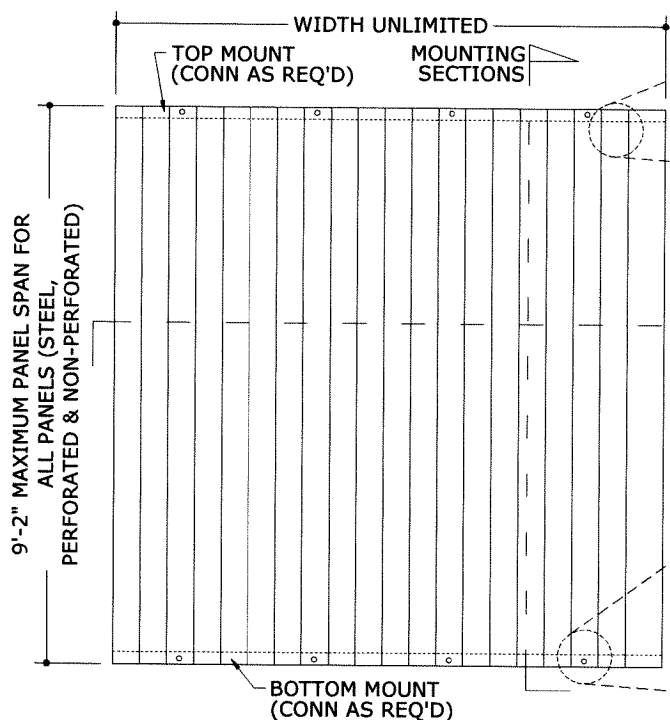 WIDTH UNLIMITED
TOP MOUNT
(CONN AS REQ'D)
MOUNTING
SECTIONS
9'-2" MAXIMUM PANEL SPAN FOR
ALL PANELS (STEEL,
PERFORATED & NON-PERFORATED)
BOTTOM MOUNT
(CONN AS REQ'D)